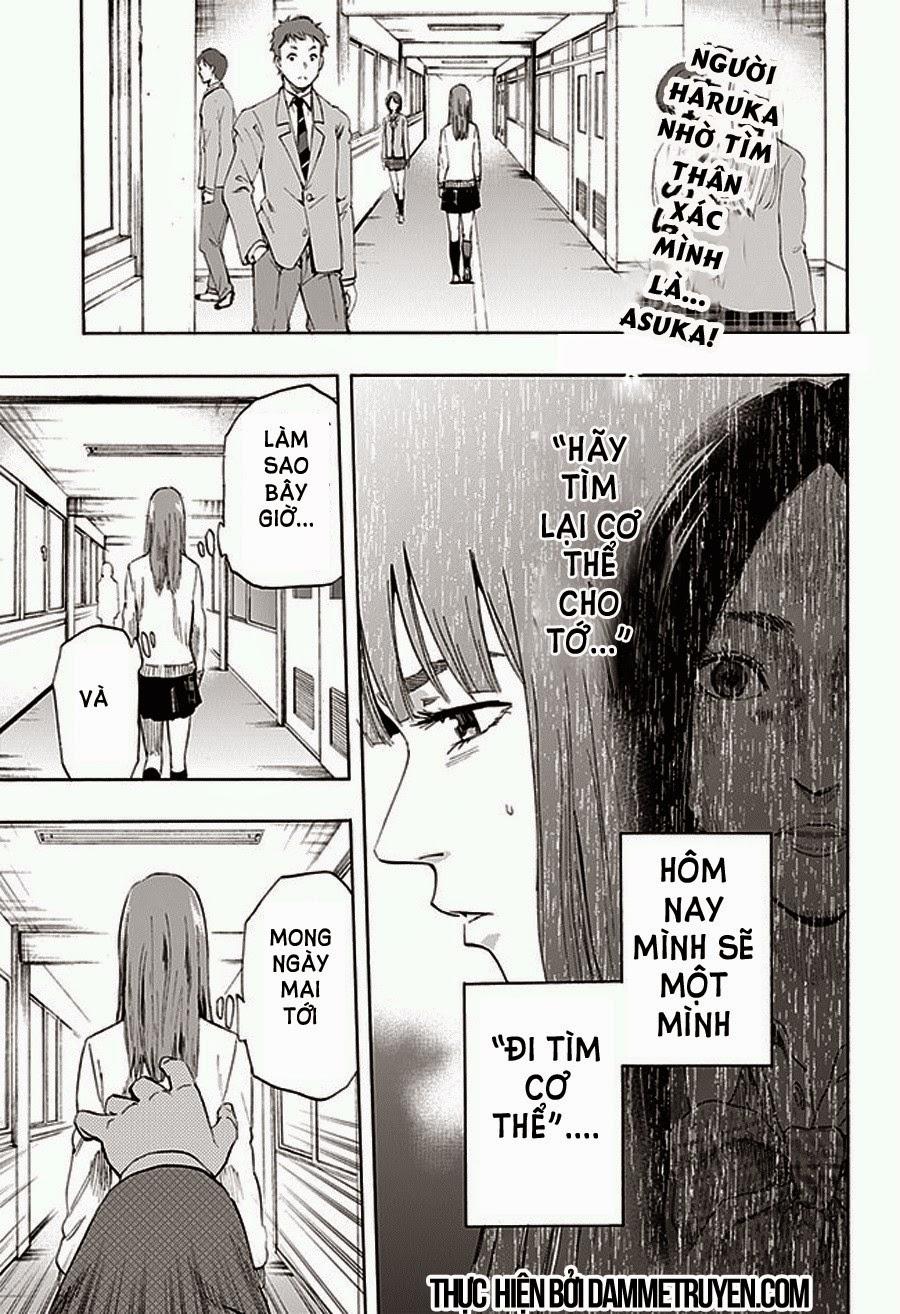 NGƯỜI
HARUKA
NHỜ TÌM
THÂN
XÁC
MÌNH
LÀ...
ASUKA!
"HÃY
TÌM
LẠI CƠ
THỂ
CHO
TỚ..."
HÔM
NAY
MÌNH SẼ
MỘT
MÌNH
"ĐI TÌM
CƠ
THỂ"....
LÀM
SAO
BÂY
GIỜ...
VÀ
MONG
NGÀY
MAI
TỚI
THỰC HIỆN BỞI DAMMETRUYEN.COM